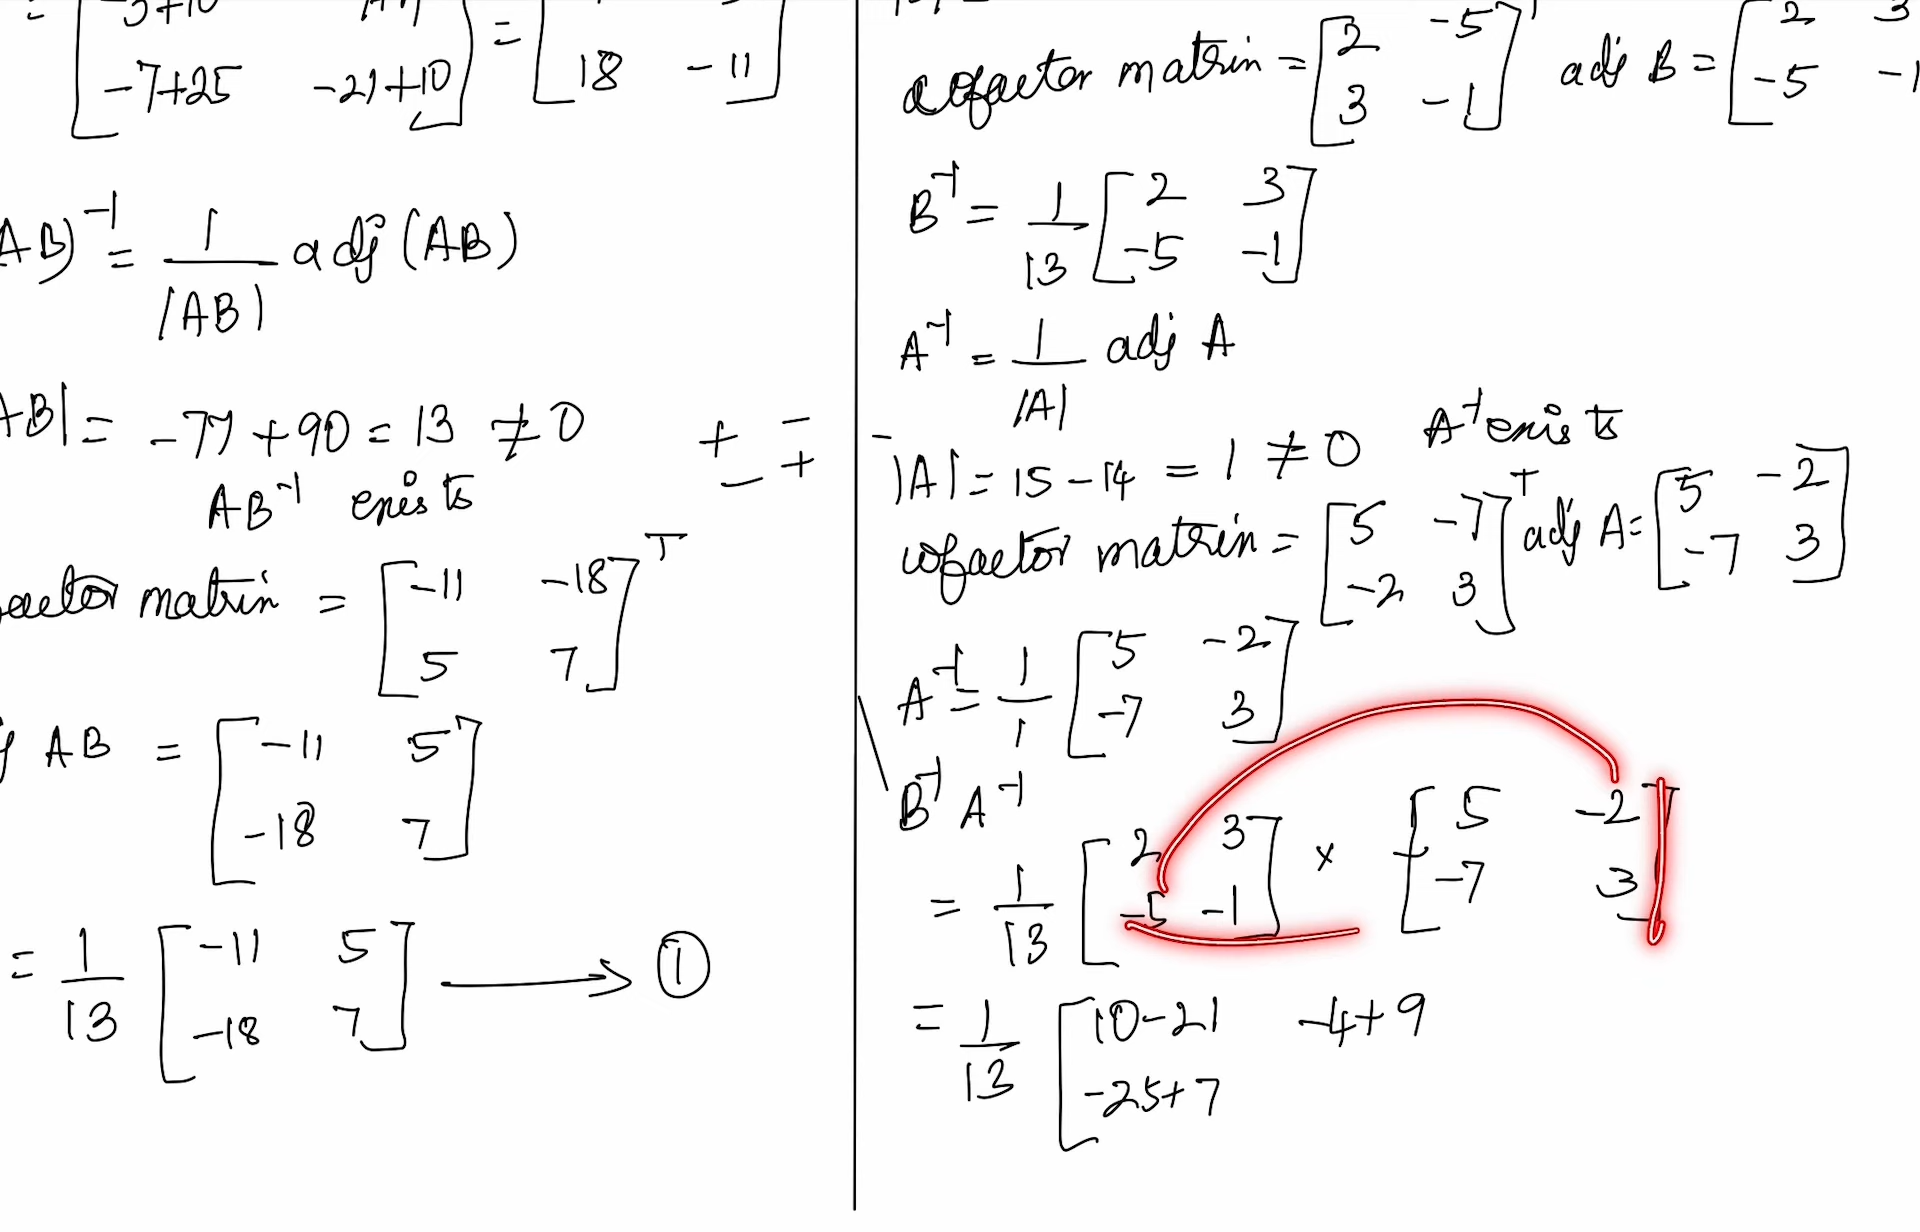 -7+25 -21+10 = 18 -11
AB)⁻¹ = 1/|AB| adj (AB)
AB| = -77 + 90 = 13 ≠ 0
AB⁻¹ exists
+ -
- +
matrix = [-11 -18
5 7]ᵀ
AB = [-11 5
-18 7]
= 1/13 [-11 5
-18 7] → ①
cofactor matrix = [2 -5
3 -1] adj B = [2 3
-5 -1
B⁻¹ = 1/13 [2 3
-5 -1]
A⁻¹ = 1/|A| adj A
|A| = 15 - 14 = 1 ≠ 0 A⁻¹ exists
cofactor matrix = [5 -7
-2 3]ᵀ adj A = [5 -2
-7 3]
A⁻¹ = 1/1 [5 -2
-7 3]
B⁻¹ A⁻¹
= 1/13 [2 3
-5 -1] × [5 -2
-7 3]
= 1/13 [10-21 -4+9
-25+7